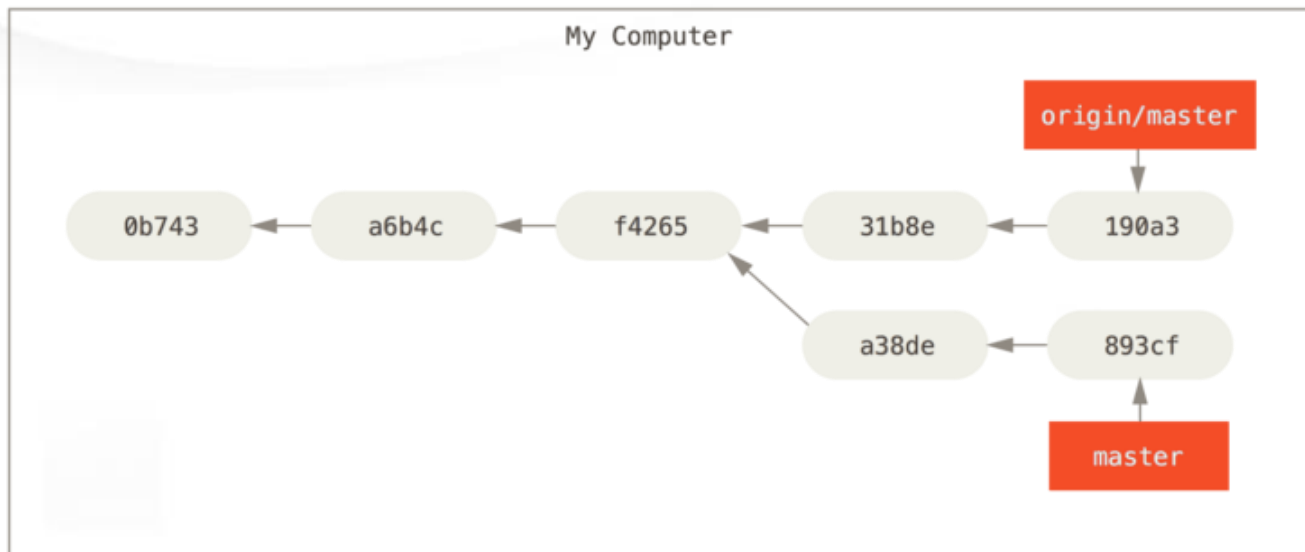 My Computer
origin/master
0b743
a6b4c
f4265
31b8e
190a3
a38de
893cf
master